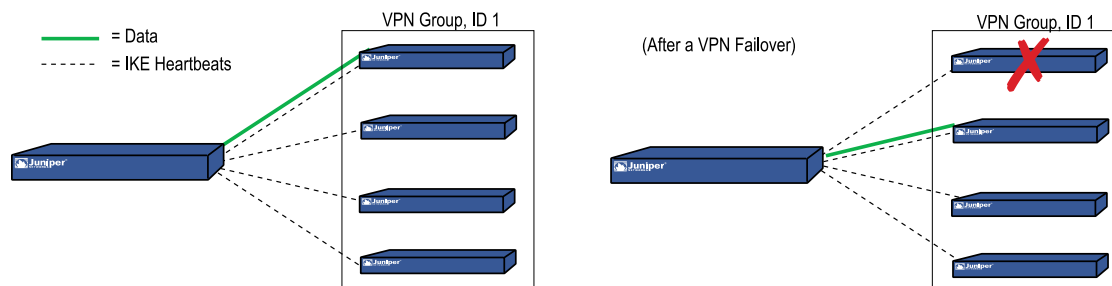 VPN Group, ID 1
= Data
= IKE Heartbeats
Juniper
Juniper
Juniper
Juniper
Juniper
(After a VPN Failover)
VPN Group, ID 1
Juniper
Juniper
Juniper
Juniper
Juniper